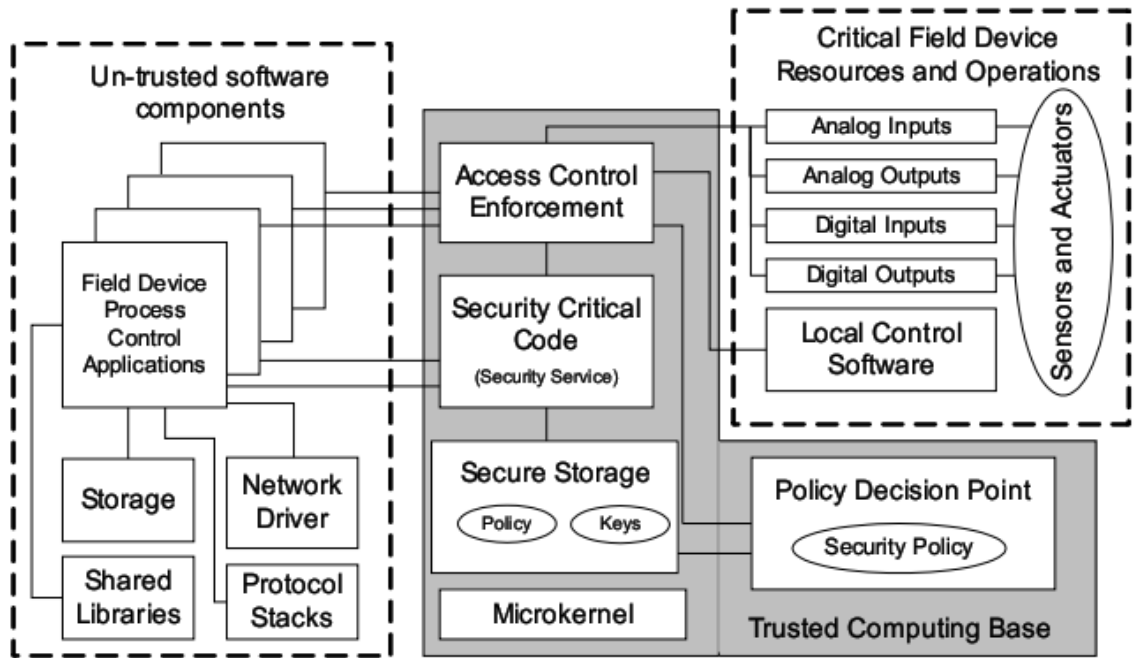 Un-trusted software
components
Field Device
Process
Control
Applications
Storage
Network
Driver
Shared
Libraries
Protocol
Stacks
Access Control
Enforcement
Security Critical
Code
(Security Service)
Secure Storage
Policy
Keys
Microkernel
Critical Field Device
Resources and Operations
Analog Inputs
Analog Outputs
Digital Inputs
Digital Outputs
Local Control
Software
Sensors and Actuators
Policy Decision Point
Security Policy
Trusted Computing Base